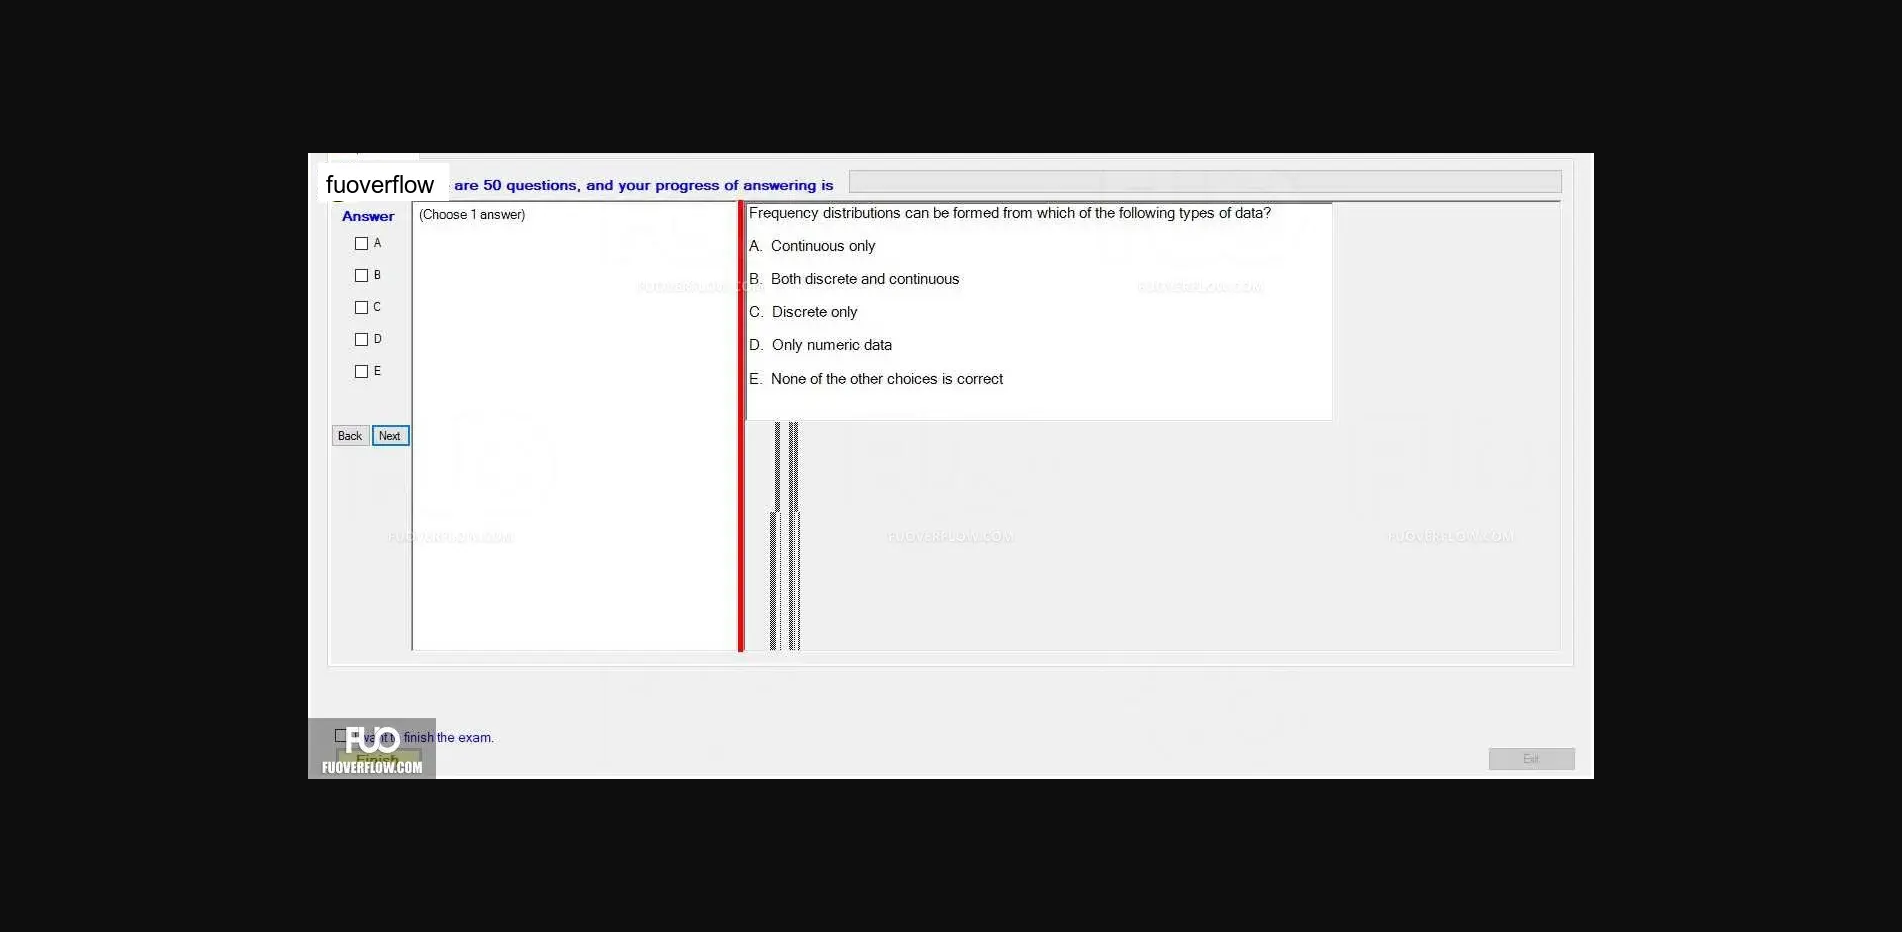 fuoverflow
are 50 questions, and your progress of answering is
Answer
(Choose 1 answer)
A
B
C
D
E
Back Next
Frequency distributions can be formed from which of the following types of data?
A. Continuous only
B. Both discrete and continuous
C. Discrete only
D. Only numeric data
E. None of the other choices is correct
FUOVERFLOW.COM
FUOVERFLOW.COM
FUOVERFLOW.COM
FUOVERFLOW.COM
FUOVERFLOW.COM
I want to finish the exam.
FUO
Finish
FUOVERFLOW.COM
Exit